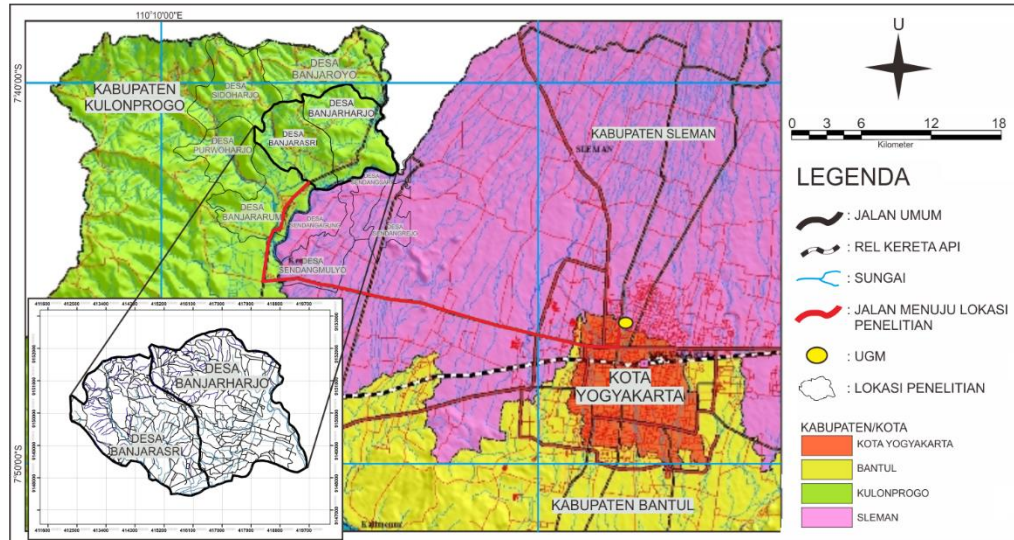 110°10'00"E
7°40'00"S
7°50'00"S
KABUPATEN
KULONPROGO
DESA
BANJAROYO
DESA
SIDOHARJO
DESA
BANJARHARJO
DESA
BANJARASRI
DESA
PURWOHARJO
DESA
BANJARARUM
DESA
DESA
DESA
DESA
SENDANGMULYO
KABUPATEN SLEMAN
SLEMAN
KOTA
YOGYAKARTA
KABUPATEN BANTUL
DESA
BANJARHARJO
DESA
BANJARASRI
U
0 3 6 12 18
Kilometer
LEGENDA
: JALAN UMUM
: REL KERETA API
: SUNGAI
: JALAN MENUJU LOKASI
PENELITIAN
: UGM
: LOKASI PENELITIAN
KABUPATEN/KOTA
KOTA YOGYAKARTA
BANTUL
KULONPROGO
SLEMAN